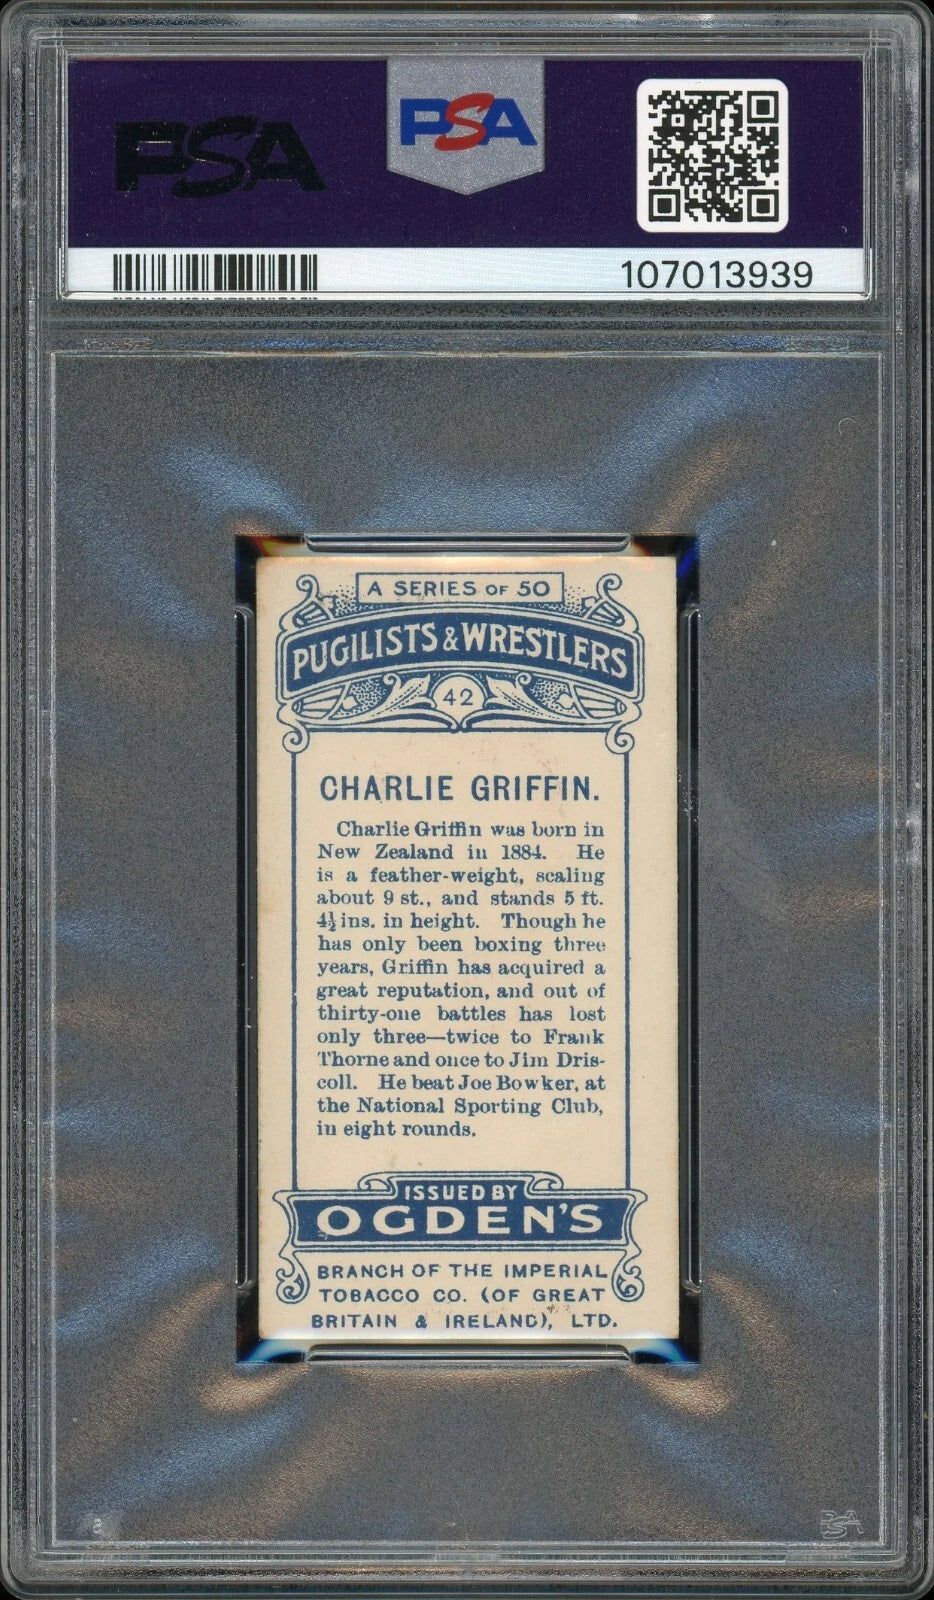 PSA
PSA
107013939
A SERIES OF 50
PUGILISTS & WRESTLERS
42
CHARLIE GRIFFIN.
Charlie Griffin was born in
New Zealand in 1884. He
is a feather-weight, scaling
about 9 st., and stands 5 ft.
4½ ins. in height. Though he
has only been boxing three
years, Griffin has acquired a
great reputation, and out of
thirty-one battles has lost
only three—twice to Frank
Thorne and once to Jim Dris-
coll. He beat Joe Bowker, at
the National Sporting Club,
in eight rounds.
ISSUED BY
OGDEN'S
BRANCH OF THE IMPERIAL
TOBACCO CO. (OF GREAT
BRITAIN & IRELAND), LTD.
PSA